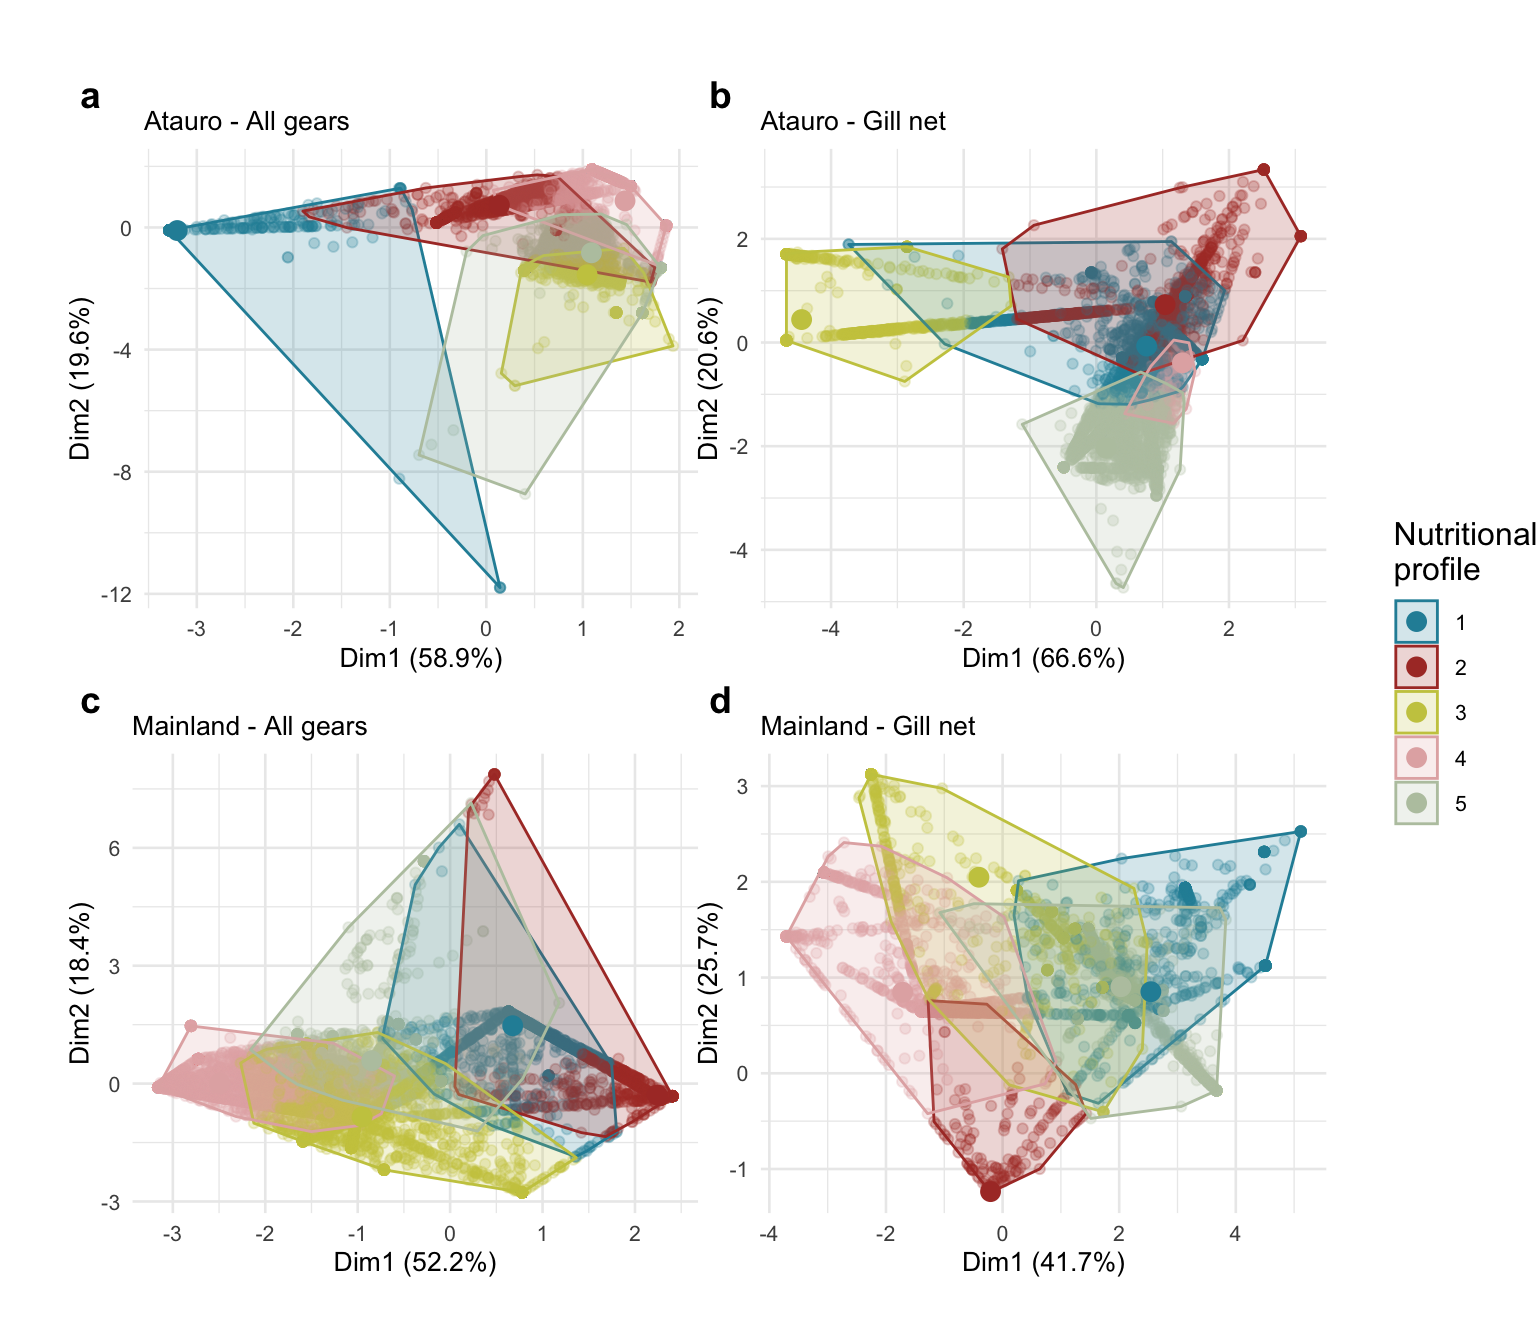 a
Atauro - All gears
0
-4
-8
-12
Dim2 (19.6%)
-3
-2
-1
0
1
2
Dim1 (58.9%)
b
Atauro - Gill net
2
0
-2
-4
Dim2 (20.6%)
-4
-2
0
2
Dim1 (66.6%)
c
Mainland - All gears
6
3
0
-3
Dim2 (18.4%)
-3
-2
-1
0
1
2
Dim1 (52.2%)
d
Mainland - Gill net
3
2
1
0
-1
Dim2 (25.7%)
-4
-2
0
2
4
Dim1 (41.7%)
Nutritional
profile
1
2
3
4
5